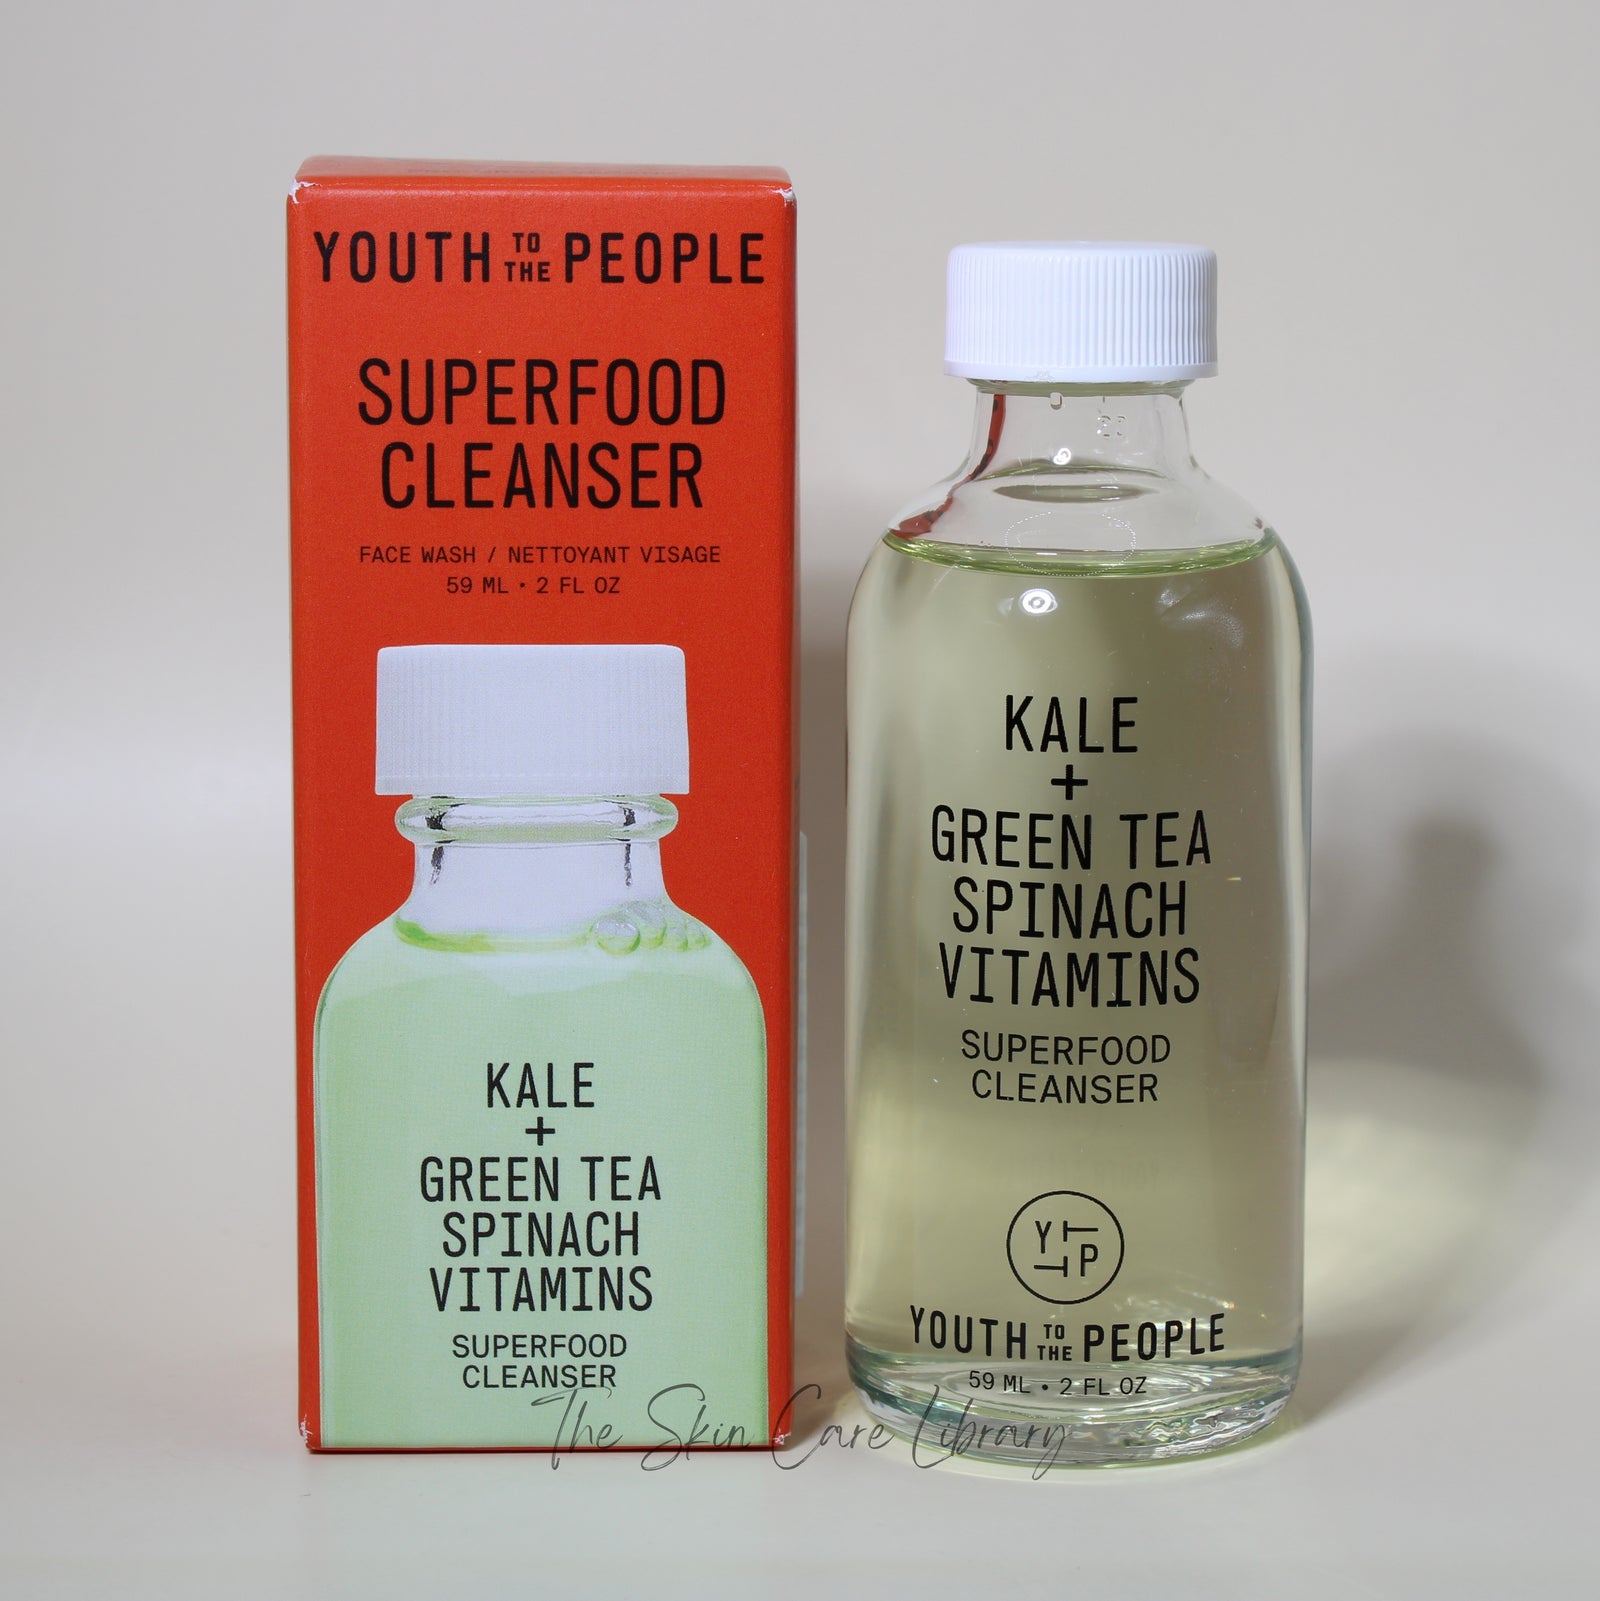 YOUTH TO THE PEOPLE
SUPERFOOD
CLEANSER
FACE WASH / NETTOYANT VISAGE
59 ML • 2 FL OZ
KALE
+
GREEN TEA
SPINACH
VITAMINS
SUPERFOOD
CLEANSER
KALE
+
GREEN TEA
SPINACH
VITAMINS
SUPERFOOD
CLEANSER
YTTP
YOUTH TO THE PEOPLE
59 ML • 2 FL OZ
The Skin Care Library